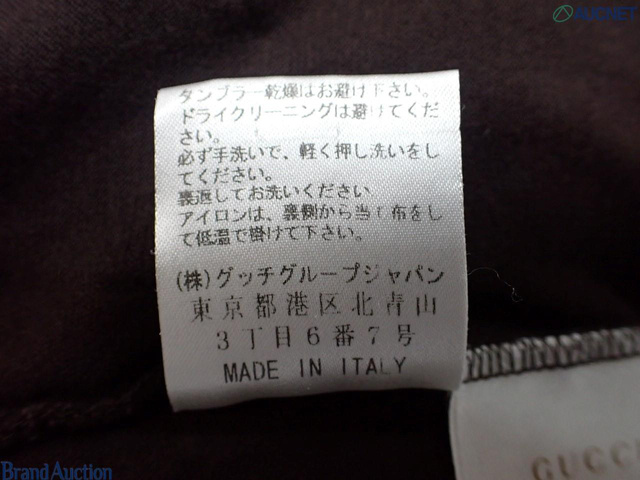 AUCNET
タンブラー乾燥はお避け下さい。
ドライクリーニングは避けてくだ
さい。
必ず手洗いで、軽く押し洗いをし
てください。
裏返してお洗いください
アイロンは、裏側から当て布をし
て低温で掛けて下さい。
(株)グッチグループジャパン
東京都港区北青山
3丁目6番7号
MADE IN ITALY
GUCCI
Brand Auction